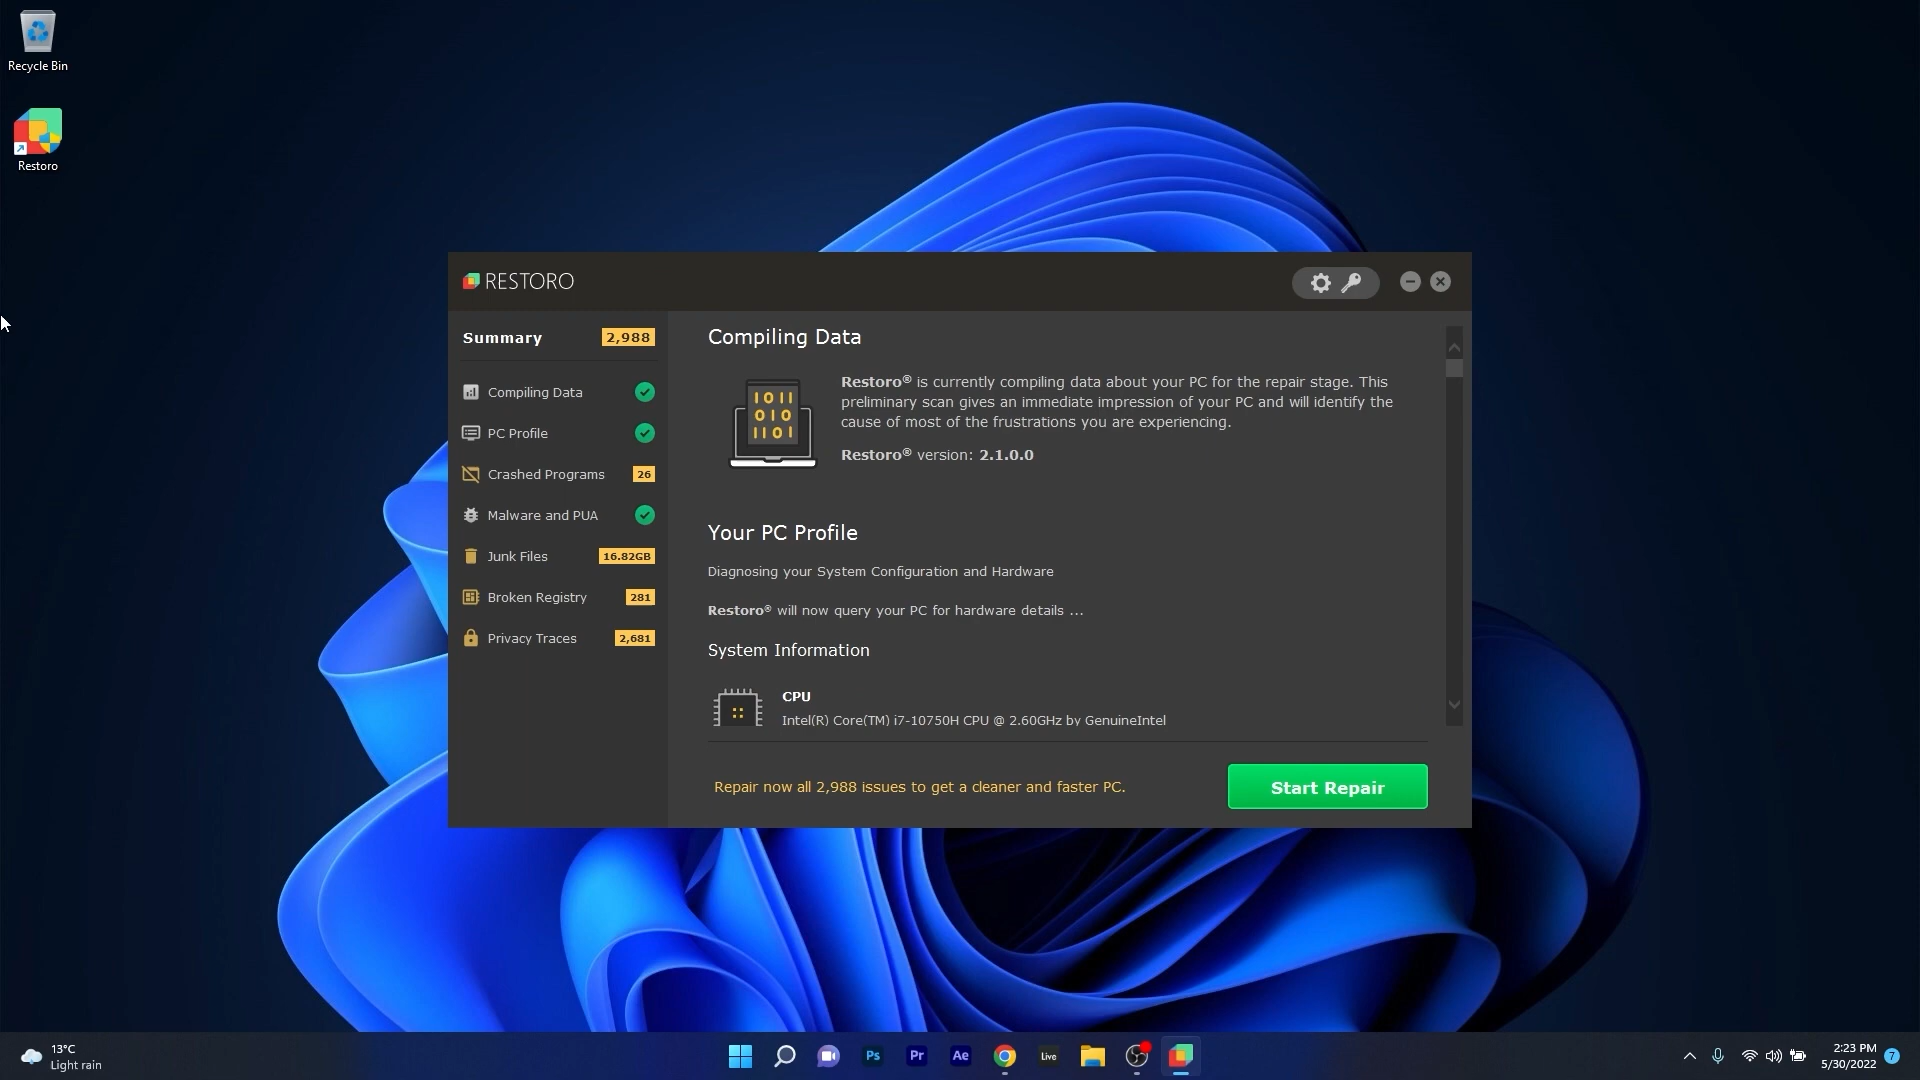 Recycle Bin
Restoro
RESTORO
Summary
2,988
Compiling Data
PC Profile
Crashed Programs
26
Malware and PUA
Junk Files
16.82GB
Broken Registry
281
Privacy Traces
2,681
Compiling Data
1011
010
1101
Restoro® is currently compiling data about your PC for the repair stage. This
preliminary scan gives an immediate impression of your PC and will identify the
cause of most of the frustrations you are experiencing.
Restoro® version: 2.1.0.0
Your PC Profile
Diagnosing your System Configuration and Hardware
Restoro® will now query your PC for hardware details ...
System Information
CPU
Intel(R) Core(TM) i7-10750H CPU @ 2.60GHz by GenuineIntel
Repair now all 2,988 issues to get a cleaner and faster PC.
Start Repair
13°C
Light rain
Ps
Pr
Ae
Live
2:23 PM
5/30/2022
7